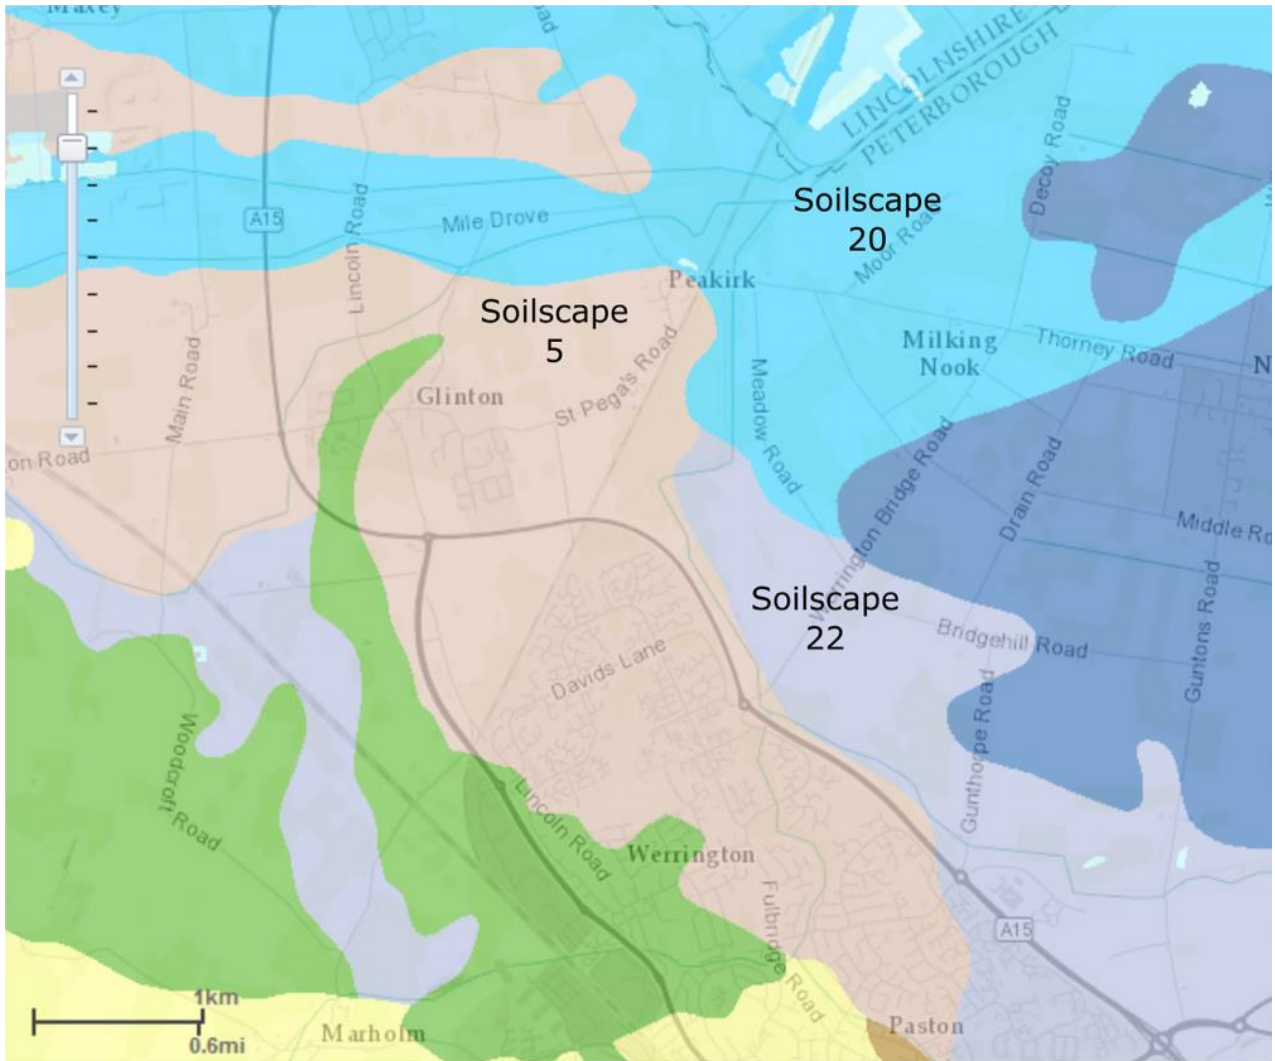 Maxey
Road
LINCOLNSHIRE
PETERBOROUGH
Decoy Road
A15
Lincoln Road
Mile Drove
Soilscape
20
Moor Road
Peakirk
Soilscape
5
Milking
Nook
Thorney Road
N
Main Road
Glinton
St Pega's Road
Meadow Road
on Road
Werrington Bridge Road
Drain Road
Middle Ro
Soilscape
22
Bridgehill Road
Guntons Road
Davids Lane
Woodcroft Road
Gunthorpe Road
Lincoln Road
Werrington
Fulbridge Road
A15
1km
0.6mi
Marholm
Paston